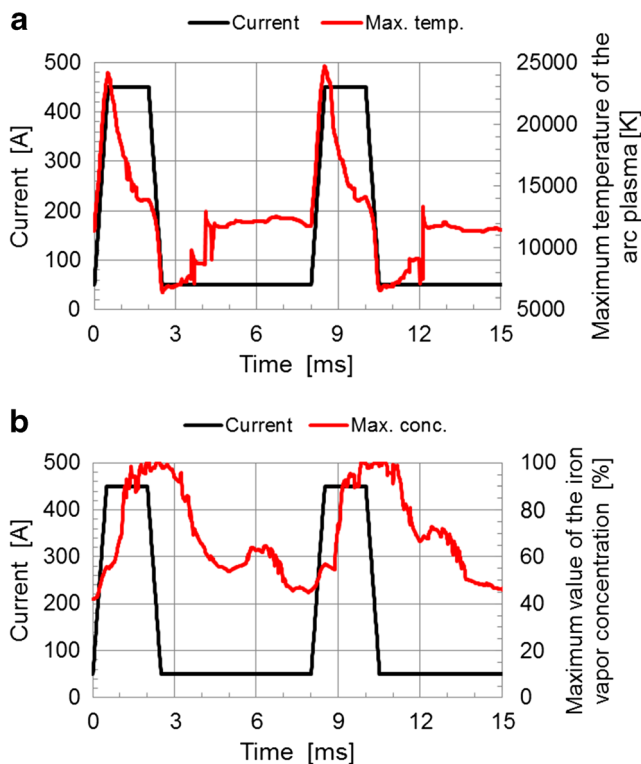 a
Current Max. temp.
500
400
300
200
100
0
Current [A]
25000
20000
15000
10000
5000
Maximum temperature of the
arc plasma [K]
0 3 6 9 12 15
Time [ms]
b
Current Max. conc.
500
400
300
200
100
0
Current [A]
100
80
60
40
20
0
Maximum value of the iron
vapor concentration [%]
0 3 6 9 12 15
Time [ms]